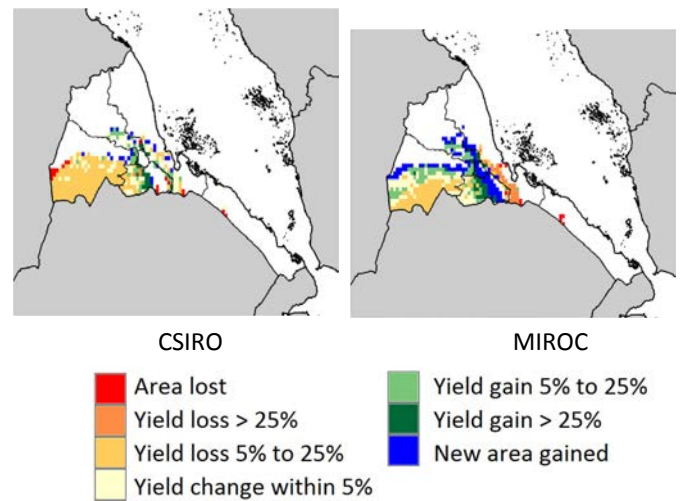 CSIRO
MIROC
Area lost
Yield loss > 25%
Yield loss 5% to 25%
Yield change within 5%
Yield gain 5% to 25%
Yield gain > 25%
New area gained